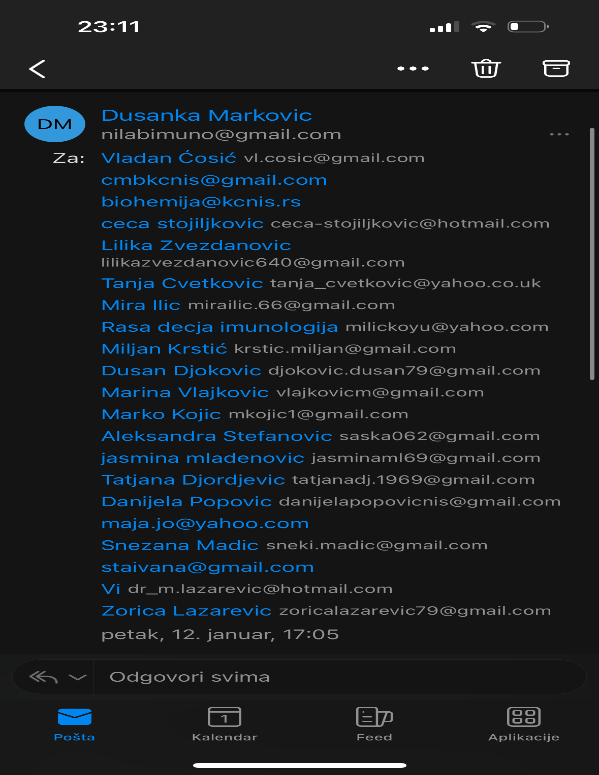 23:11
DM
Dusanka Markovic
nilabimuno@gmail.com
Za: Vladan Ćosić vl.cosic@gmail.com
cmbkcnis@gmail.com
biohemija@kcnis.rs
ceca stojiljkovic ceca-stojiljkovic@hotmail.com
Lilika Zvezdanovic
lilikazvezdanovic640@gmail.com
Tanja Cvetkovic tanja_cvetkovic@yahoo.co.uk
Mira Ilic mirailic.66@gmail.com
Rasa decja imunologija milickoyu@yahoo.com
Miljan Krstić krstic.miljan@gmail.com
Dusan Djokovic djokovic.dusan79@gmail.com
Marina Vlajkovic vlajkovicm@gmail.com
Marko Kojic mkojic1@gmail.com
Aleksandra Stefanovic saska062@gmail.com
jasmina mladenovic jasminaml69@gmail.com
Tatjana Djordjevic tatjanadj.1969@gmail.com
Danijela Popovic danijelapopovicnis@gmail.com
maja.jo@yahoo.com
Snezana Madic sneki.madic@gmail.com
staivana@gmail.com
Vi dr_m.lazarevic@hotmail.com
Zorica Lazarevic zoricalazarevic79@gmail.com
petak, 12. januar, 17:05
Odgovori svima
1
Pošta Kalendar Feed Aplikacije